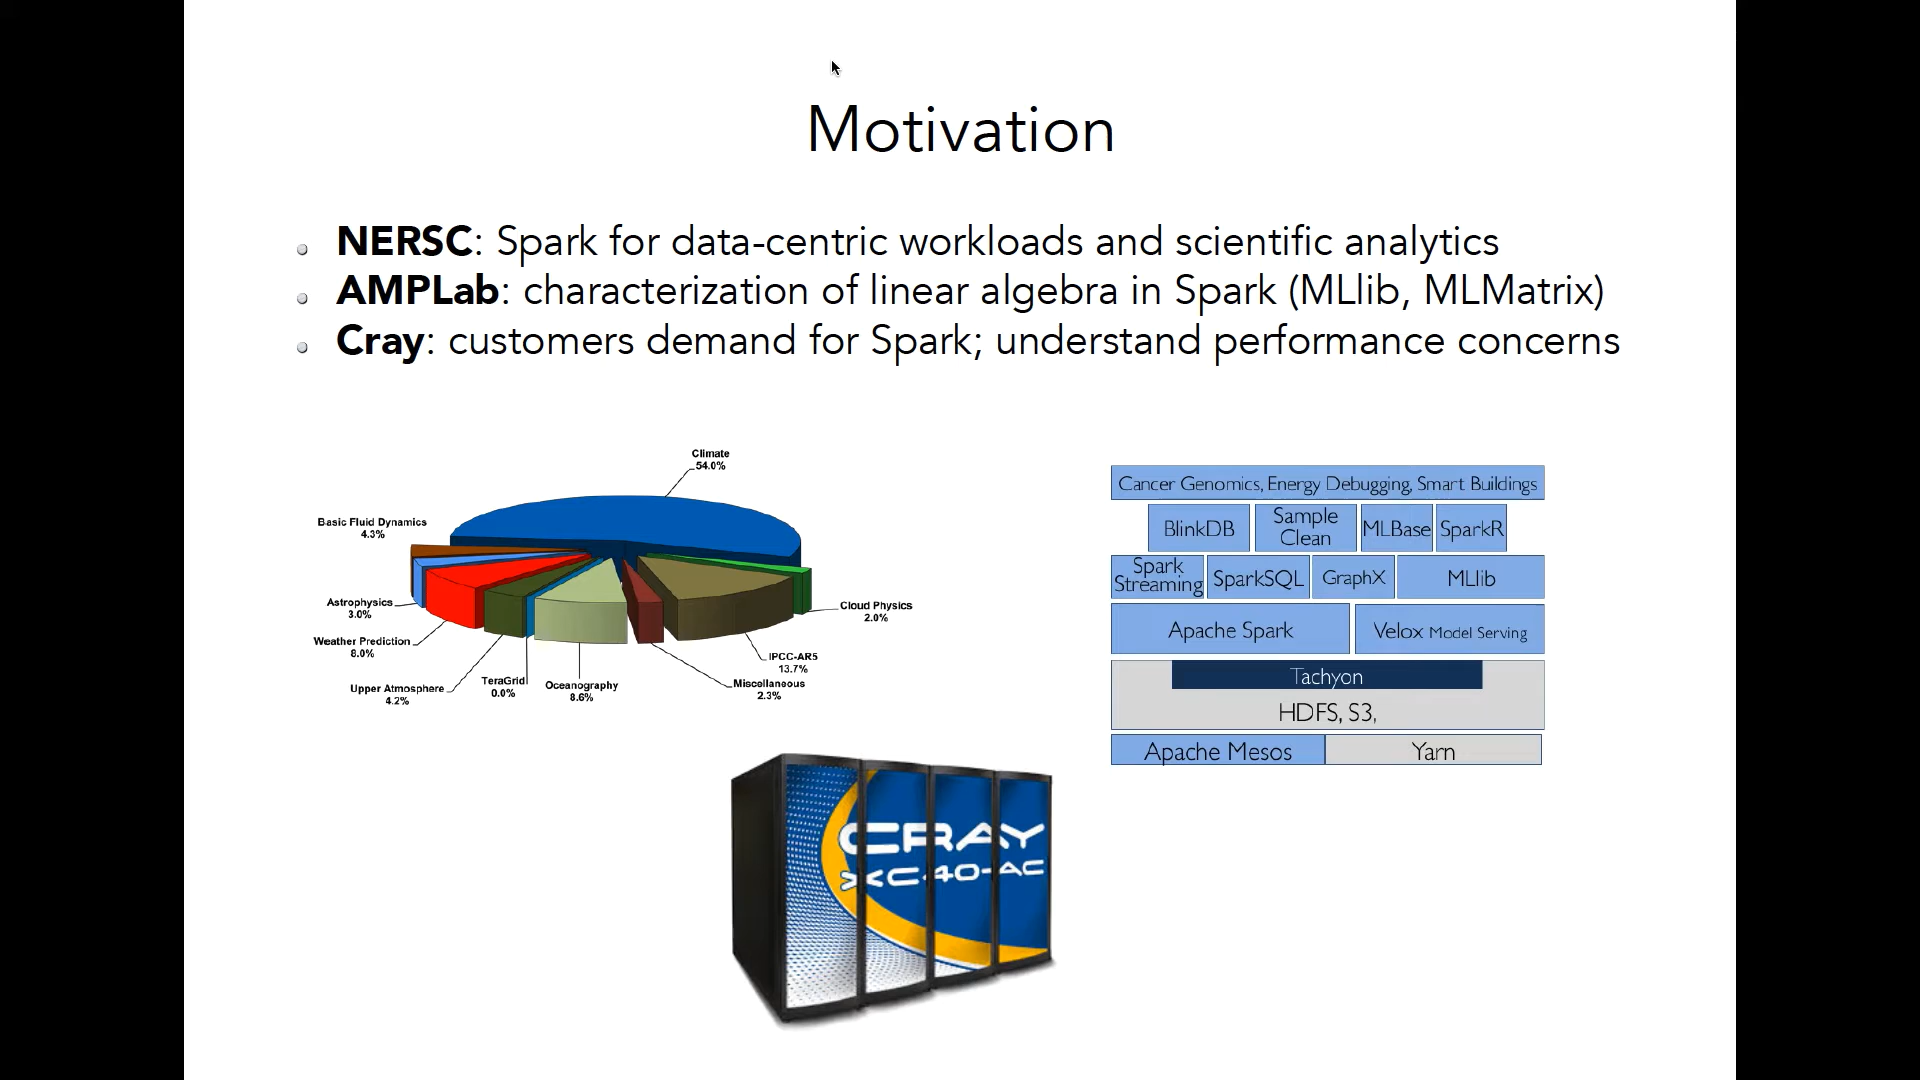 Motivation
NERSC: Spark for data-centric workloads and scientific analytics
AMPLab: characterization of linear algebra in Spark (MLlib, MLMatrix)
Cray: customers demand for Spark; understand performance concerns
Climate
54.0%
Basic Fluid Dynamics
4.3%
Astrophysics
3.0%
Weather Prediction
8.0%
Upper Atmosphere
4.2%
TeraGrid
0.0%
Oceanography
8.6%
Miscellaneous
2.3%
IPCC-AR5
13.7%
Cloud Physics
2.0%
Cancer Genomics, Energy Debugging, Smart Buildings
BlinkDB
Sample
Clean
MLBase
SparkR
Spark
Streaming
SparkSQL
GraphX
MLlib
Apache Spark
Velox Model Serving
Tachyon
HDFS, S3,
Apache Mesos
Yarn
CRAY
XC40-AC